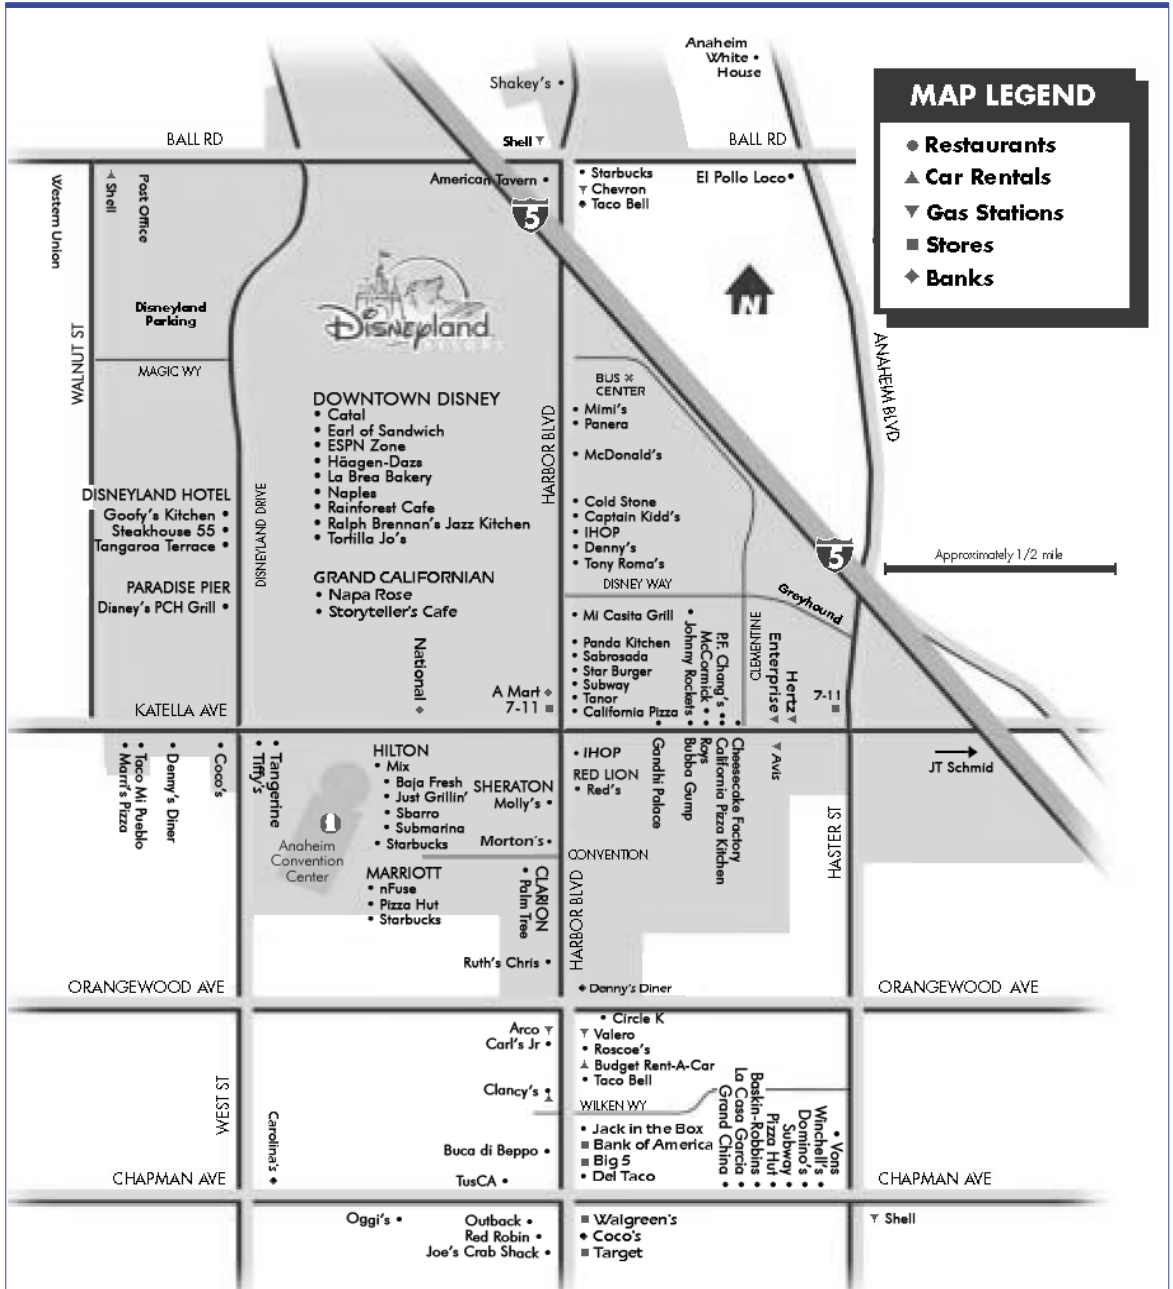 Anaheim
White
House
Shakey's
MAP LEGEND
Restaurants
Car Rentals
Gas Stations
Stores
Banks
BALL RD
Shell
BALL RD
Western Union
Shell
Post Office
American Tavern
Starbucks
Chevron
Taco Bell
El Pollo Loco
5
N
Disneyland
RESORT
Disneyland
Parking
WALNUT ST
MAGIC WY
BUS
CENTER
ANAHEIM BLVD
DOWNTOWN DISNEY
Catal
Earl of Sandwich
ESPN Zone
Häagen-Dazs
La Brea Bakery
Naples
Rainforest Cafe
Ralph Brennan's Jazz Kitchen
Tortilla Jo's
HARBOR BLVD
Mimi's
Panera
McDonald's
Cold Stone
Captain Kidd's
IHOP
Denny's
Tony Roma's
DISNEYLAND HOTEL
Goofy's Kitchen
Steakhouse 55
Tangaroa Terrace
DISNEYLAND DRIVE
5
Approximately 1/2 mile
PARADISE PIER
Disney's PCH Grill
GRAND CALIFORNIAN
Napa Rose
Storyteller's Cafe
DISNEY WAY
Greyhound
Mi Casita Grill
Panda Kitchen
Sabrosada
Star Burger
Subway
Tanor
California Pizza
Johnny Rockets
McCormick
P.F. Chang's
CLEMENTINE
Enterprise
Hertz
7-11
National
A Mart
7-11
KATELLA AVE
Marri's Pizza
Taco Mi Pueblo
Denny's Diner
Coco's
Tiffy's
Tangerine
HILTON
Mix
Baja Fresh
Just Grillin'
Sbarro
Submarina
Starbucks
SHERATON
Molly's
Morton's
IHOP
RED LION
Red's
Gandhi Palace
Bubba Gump
Roys
California Pizza Kitchen
Cheesecake Factory
Avis
JT Schmid
Anaheim
Convention
Center
CONVENTION
HASTER ST
MARRIOTT
nFuse
Pizza Hut
Starbucks
CLARION
Palm Tree
HARBOR BLVD
Ruth's Chris
Denny's Diner
ORANGEWOOD AVE
ORANGEWOOD AVE
Arco
Carl's Jr
Circle K
Valero
Roscoe's
Budget Rent-A-Car
Taco Bell
WEST ST
Clancy's
WILKEN WY
Carolina's
Buca di Beppo
TusCA
Jack in the Box
Bank of America
Big 5
Del Taco
Grand China
La Casa Garcia
Baskin-Robbins
Pizza Hut
Subway
Domino's
Winchell's
Vons
CHAPMAN AVE
CHAPMAN AVE
Oggi's
Outback
Red Robin
Joe's Crab Shack
Walgreen's
Coco's
Target
Shell